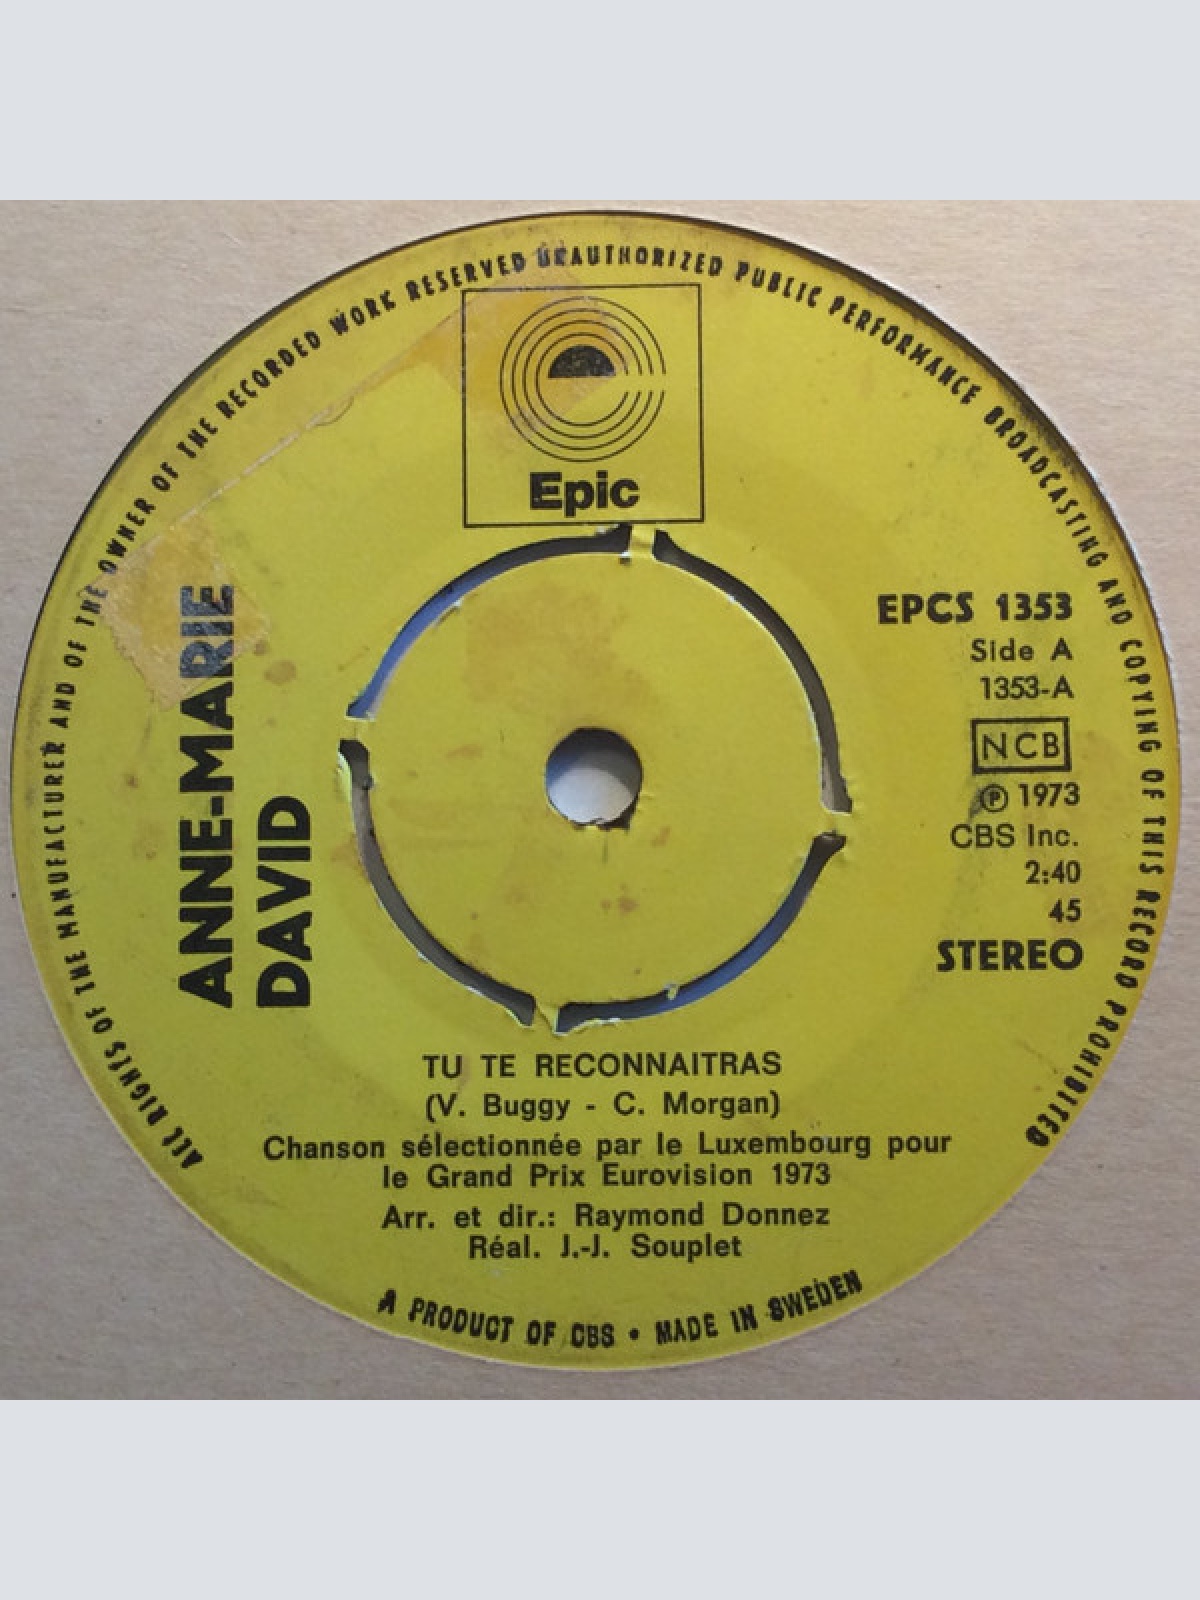 ALL RIGHTS OF THE MANUFACTURER AND OF THE OWNER OF THE RECORDED WORK RESERVED UNAUTHORIZED PUBLIC PERFORMANCE BROADCASTING AND COPYING OF THIS RECORD PROHIBITED
Epic
ANNE-MARIE
DAVID
EPCS 1353
Side A
1353-A
NCB
℗ 1973
CBS Inc.
2:40
45
STEREO
TU TE RECONNAITRAS
(V. Buggy - C. Morgan)
Chanson sélectionnée par le Luxembourg pour
le Grand Prix Eurovision 1973
Arr. et dir.: Raymond Donnez
Réal. J.-J. Souplet
A PRODUCT OF CBS • MADE IN SWEDEN